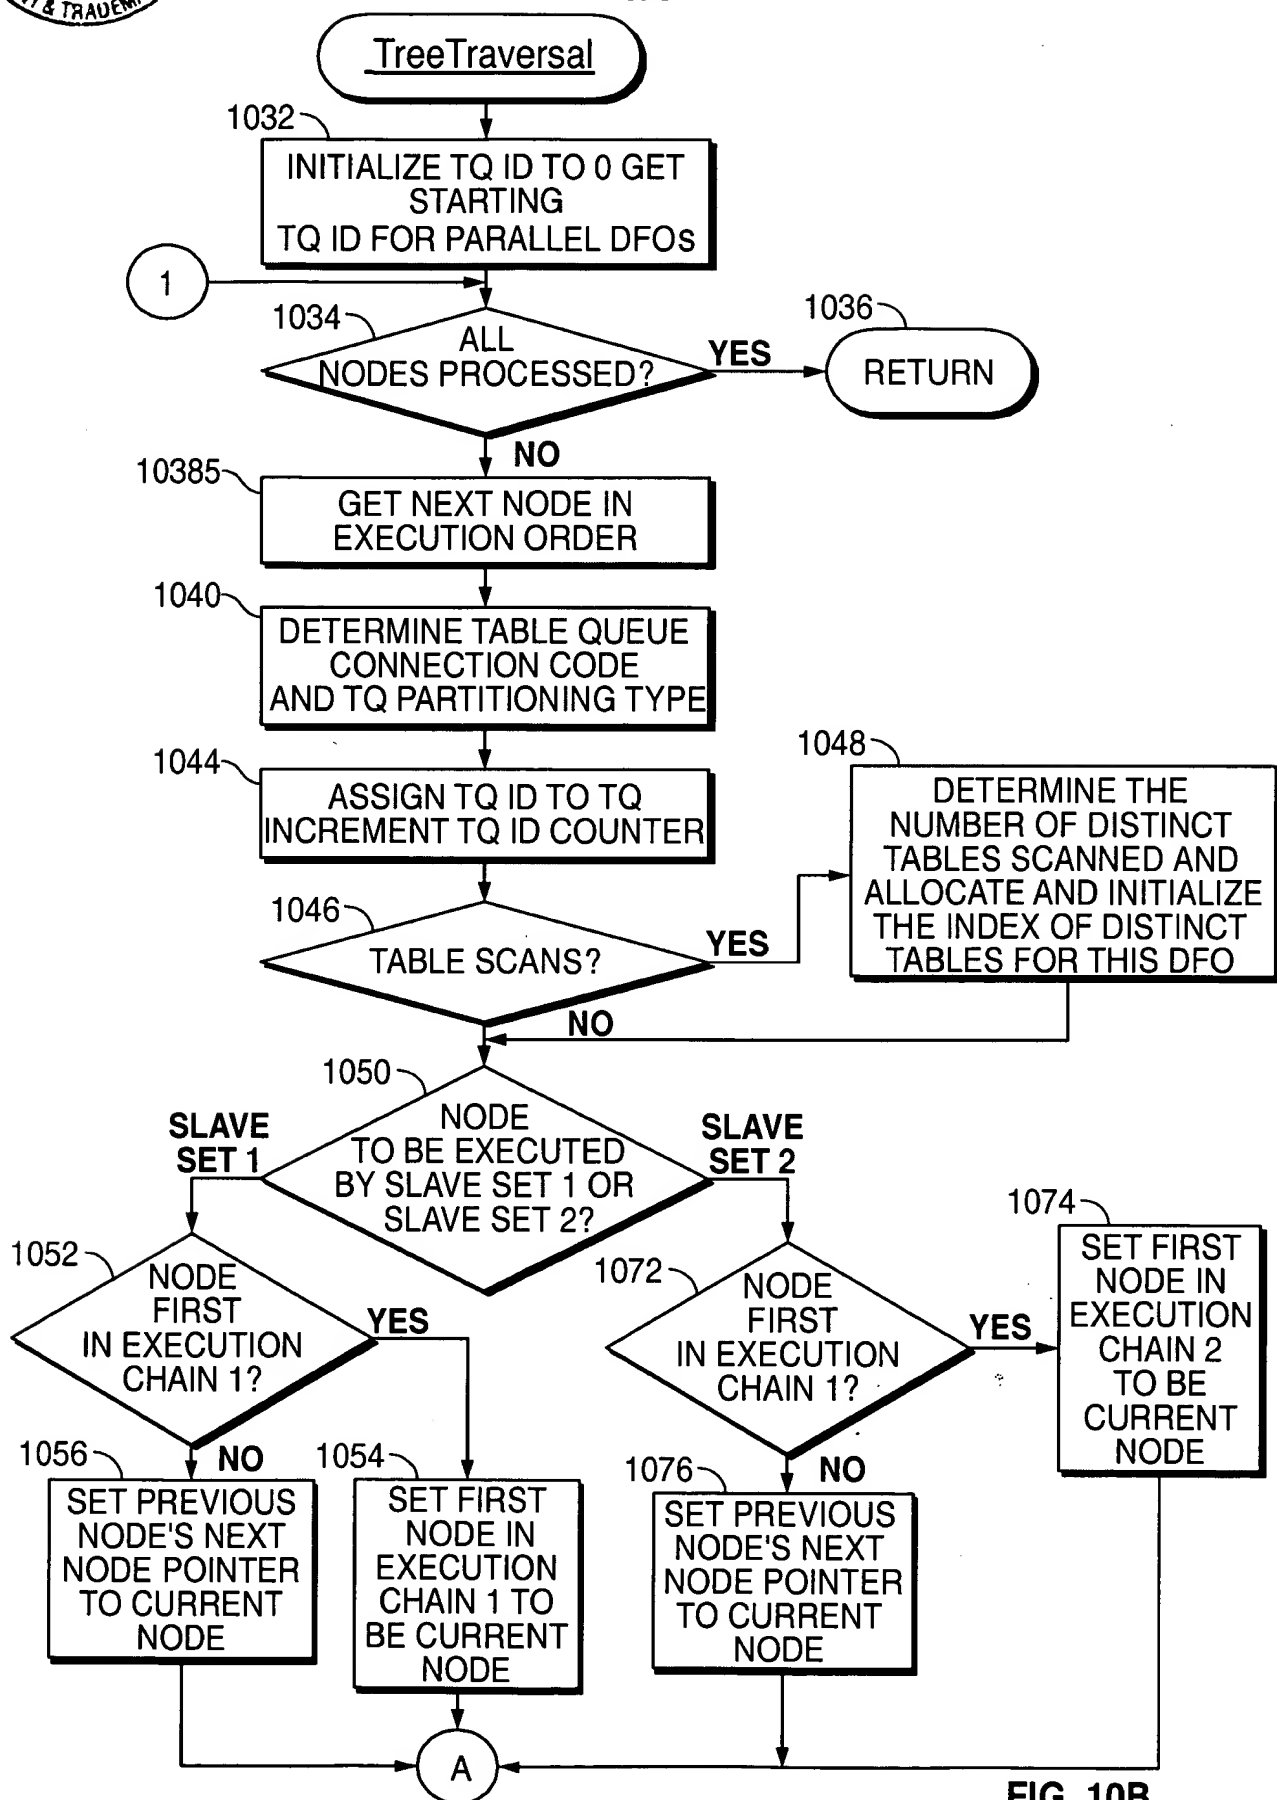 & TRADEM
TreeTraversal
1032
INITIALIZE TQ ID TO 0 GET
STARTING
TQ ID FOR PARALLEL DFOs
1
1034
ALL
NODES PROCESSED?
YES
1036
RETURN
NO
10385
GET NEXT NODE IN
EXECUTION ORDER
1040
DETERMINE TABLE QUEUE
CONNECTION CODE
AND TQ PARTITIONING TYPE
1044
ASSIGN TQ ID TO TQ
INCREMENT TQ ID COUNTER
1048
DETERMINE THE
NUMBER OF DISTINCT
TABLES SCANNED AND
ALLOCATE AND INITIALIZE
THE INDEX OF DISTINCT
TABLES FOR THIS DFO
1046
TABLE SCANS?
YES
NO
1050
NODE
TO BE EXECUTED
BY SLAVE SET 1 OR
SLAVE SET 2?
SLAVE
SET 1
SLAVE
SET 2
1052
NODE
FIRST
IN EXECUTION
CHAIN 1?
YES
NO
1072
NODE
FIRST
IN EXECUTION
CHAIN 1?
YES
NO
1074
SET FIRST
NODE IN
EXECUTION
CHAIN 2
TO BE
CURRENT
NODE
1056
SET PREVIOUS
NODE'S NEXT
NODE POINTER
TO CURRENT
NODE
1054
SET FIRST
NODE IN
EXECUTION
CHAIN 1 TO
BE CURRENT
NODE
1076
SET PREVIOUS
NODE'S NEXT
NODE POINTER
TO CURRENT
NODE
A
FIG. 10B